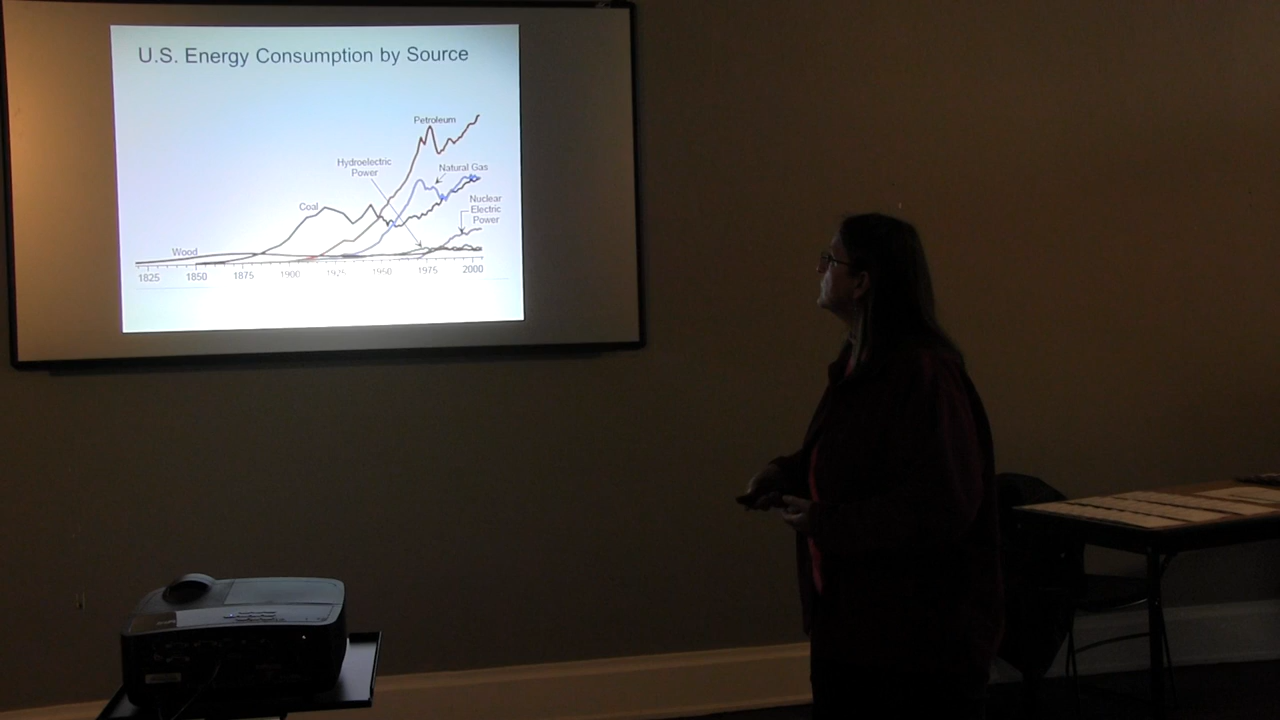 U.S. Energy Consumption by Source
Petroleum
Hydroelectric
Power
Natural Gas
Nuclear
Electric
Power
Coal
Wood
1825 1850 1875 1900 1925 1950 1975 2000